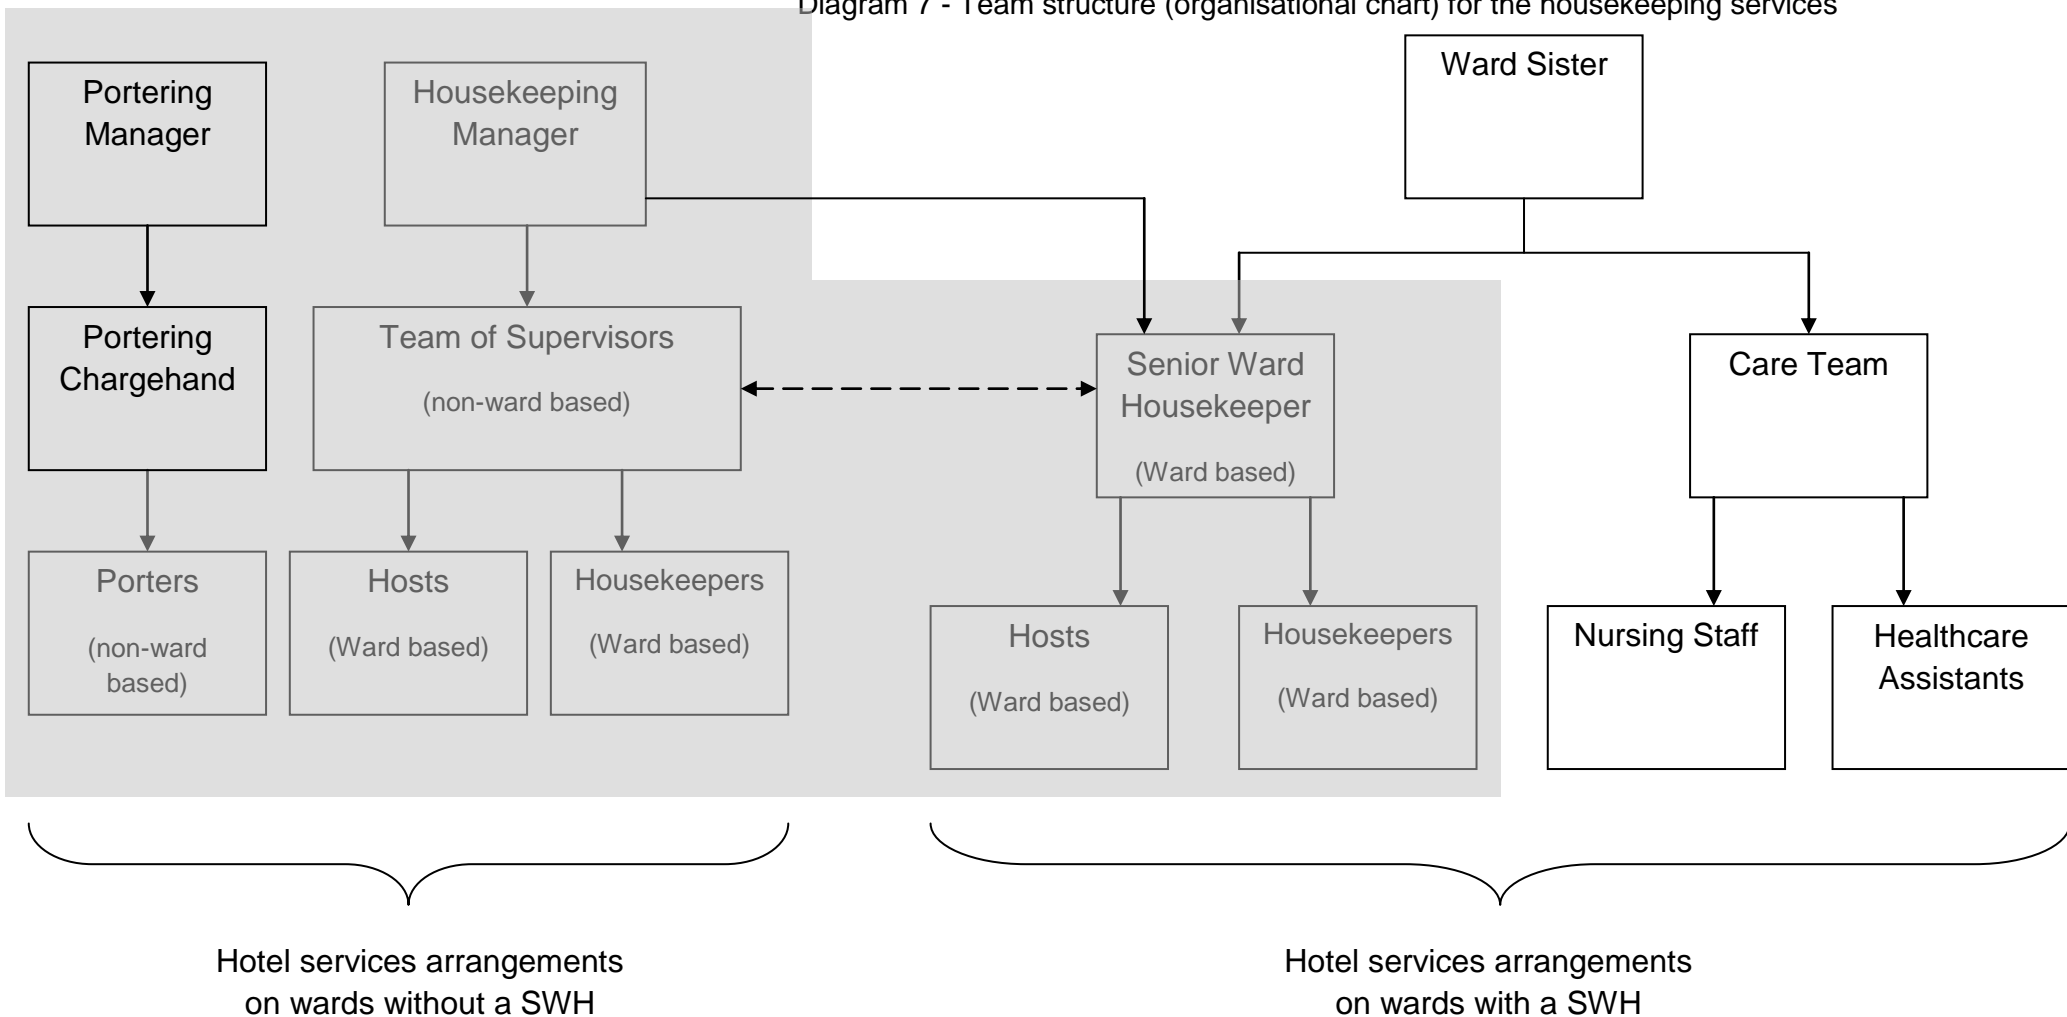 Diagram 7 - Team structure (organisational chart) for the housekeeping services
Portering
Manager
Housekeeping
Manager
Ward Sister
Portering
Chargehand
Team of Supervisors
(non-ward based)
Senior Ward
Housekeeper
(Ward based)
Care Team
Porters
(non-ward
based)
Hosts
(Ward based)
Housekeepers
(Ward based)
Hosts
(Ward based)
Housekeepers
(Ward based)
Nursing Staff
Healthcare
Assistants
Hotel services arrangements
on wards without a SWH
Hotel services arrangements
on wards with a SWH